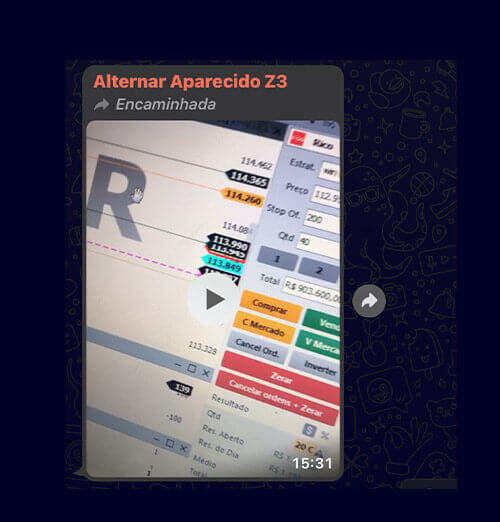 Alternar Aparecido Z3
Encaminhada
R
Rico
Estrat.
114.462
114.365
114.260
Preço
Stop Of. 200
Qtd 40
114.08
113.990
113.849
1 2
Total R$ 903.600,00
Comprar Vend
C Mercado V Merca
Cancel Ord. Inverter
Zerar
Cancelar ordens + Zerar
113.328
139
-100
Resultado $ %
Qtd 20 C
Res. Aberto
Res. do Dia
Médio
Total
15:31